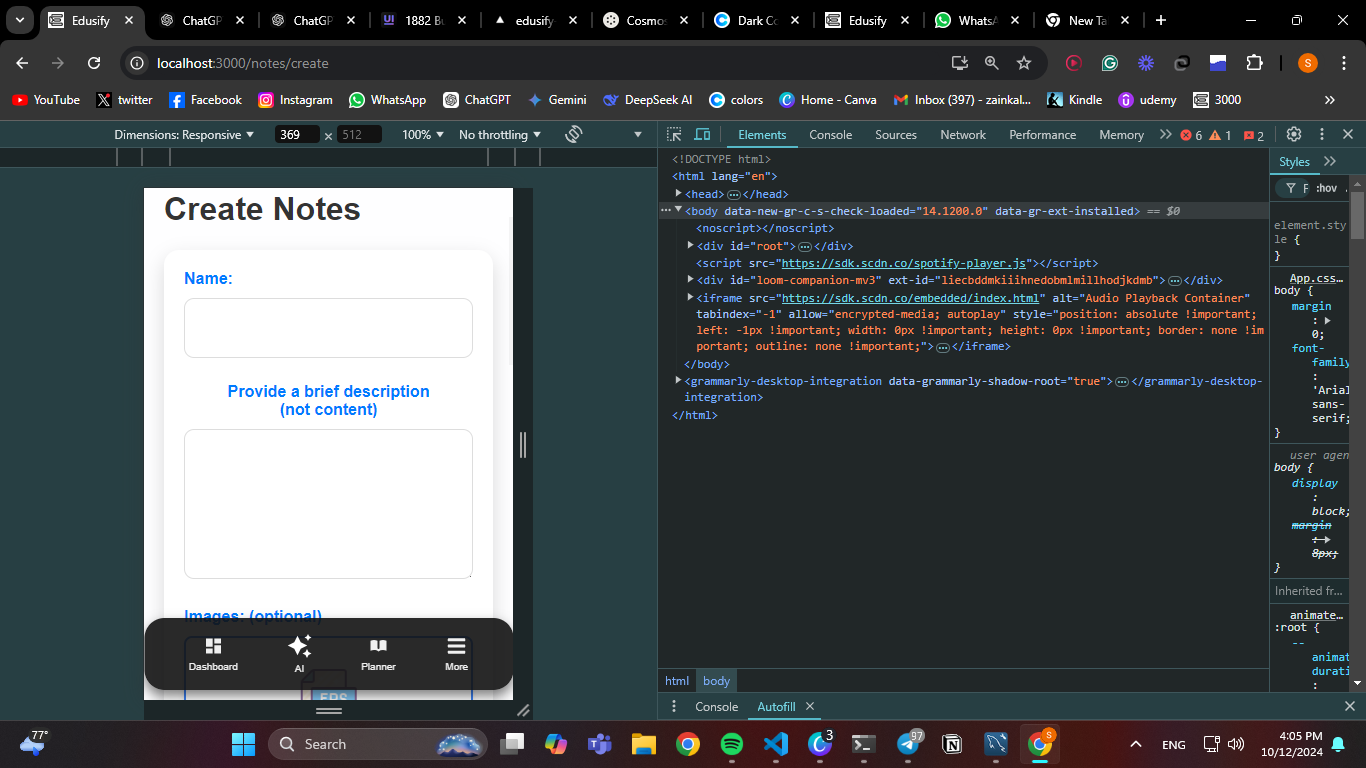 Edusify
ChatGP
ChatGP
1882 Bu
edusify-
Cosmos
Dark Co
Edusify
WhatsA
New Ta
localhost:3000/notes/create
YouTube
twitter
Facebook
Instagram
WhatsApp
ChatGPT
Gemini
DeepSeek AI
colors
Home - Canva
Inbox (397) - zainkal...
Kindle
udemy
3000
Dimensions: Responsive
369
×
512
100%
No throttling
Elements
Console
Sources
Network
Performance
Memory
6
1
2
Create Notes
Name:
Provide a brief description
(not content)
Images: (optional)
EPS
Dashboard
AI
Planner
More
<!DOCTYPE html>
<html lang="en">
<head>…</head>
<body data-new-gr-c-s-check-loaded="14.1200.0" data-gr-ext-installed> == $0
<noscript></noscript>
<div id="root">…</div>
<script src="https://sdk.scdn.co/spotify-player.js"></script>
<div id="loom-companion-mv3" ext-id="liecbddmkiiihnedobmlmillhodjkdmb">…</div>
<iframe src="https://sdk.scdn.co/embedded/index.html" alt="Audio Playback Container"
tabindex="-1" allow="encrypted-media; autoplay" style="position: absolute !important;
left: -1px !important; width: 0px !important; height: 0px !important; border: none !im
portant; outline: none !important;">…</iframe>
</body>
<grammarly-desktop-integration data-grammarly-shadow-root="true">…</grammarly-desktop-
integration>
</html>
html
body
Styles
F
:hov
element.sty
le {
}
App.css…
body {
margin
:
0;
font-
family
:
'Arial
sans-
serif;
}
user agen
body {
display
:
block;
margin
:
8px;
}
Inherited fr…
animate…
:root {
--
animat
durati
:
Console
Autofill
77°
Search
3
97
S
ENG
4:05 PM
10/12/2024